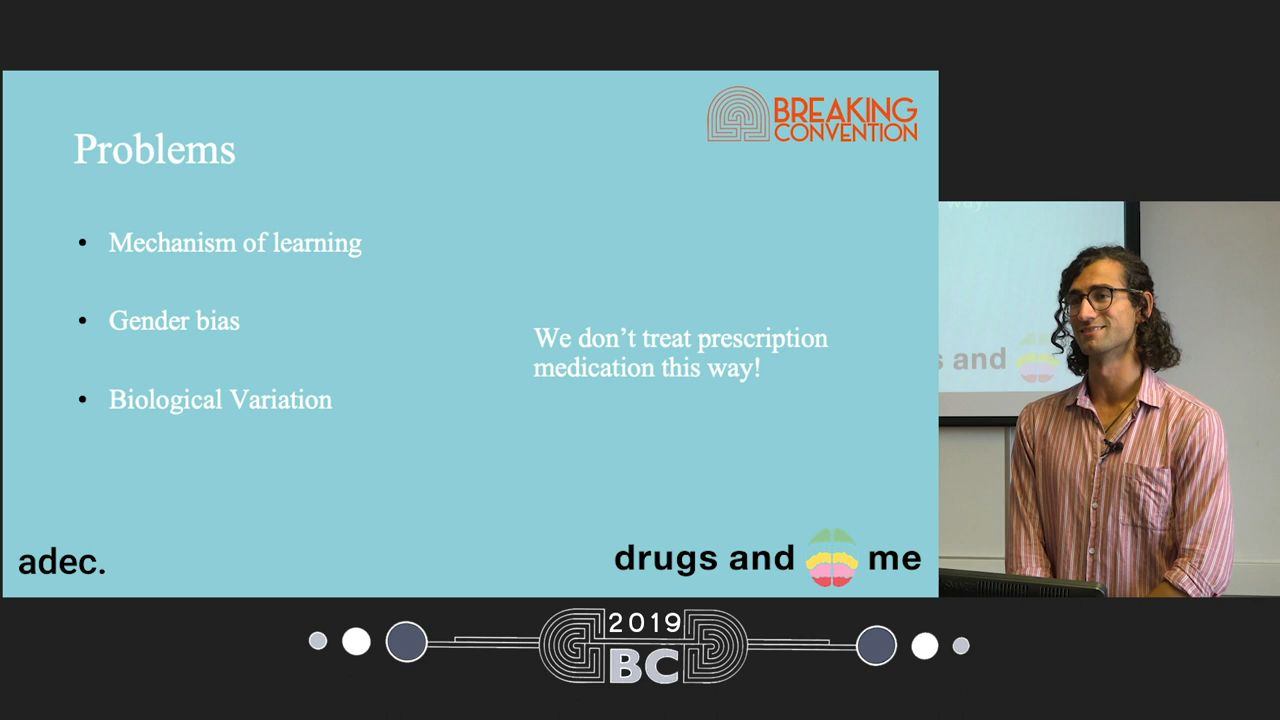 BREAKING
CONVENTION
Problems
• Mechanism of learning
• Gender bias
• Biological Variation
We don’t treat prescription
medication this way!
adec.
drugs and me
way!
s and
2019
BC